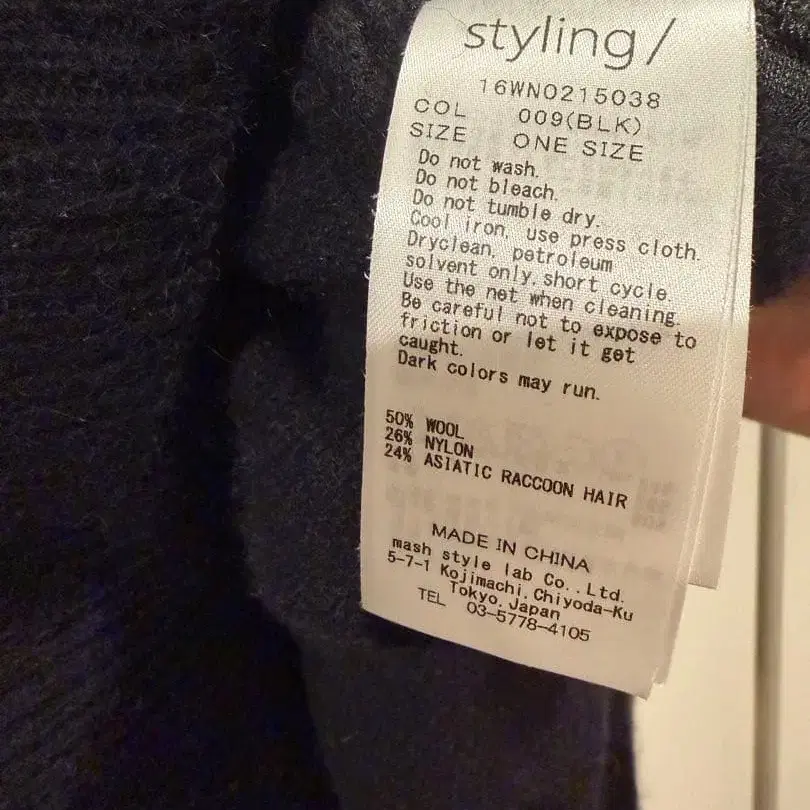 styling/
16WN0215038
COL 009(BLK)
SIZE ONE SIZE
Do not wash.
Do not bleach.
Do not tumble dry.
Cool iron, use press cloth.
Dryclean, petroleum
solvent only, short cycle.
Use the net when cleaning.
Be careful not to expose to
friction or let it get
caught.
Dark colors may run.
50% WOOL
26% NYLON
24% ASIATIC RACCOON HAIR
MADE IN CHINA
mash style lab Co.,Ltd.
5-7-1 Kojimachi, Chiyoda-Ku
Tokyo, Japan
TEL 03-5778-4105